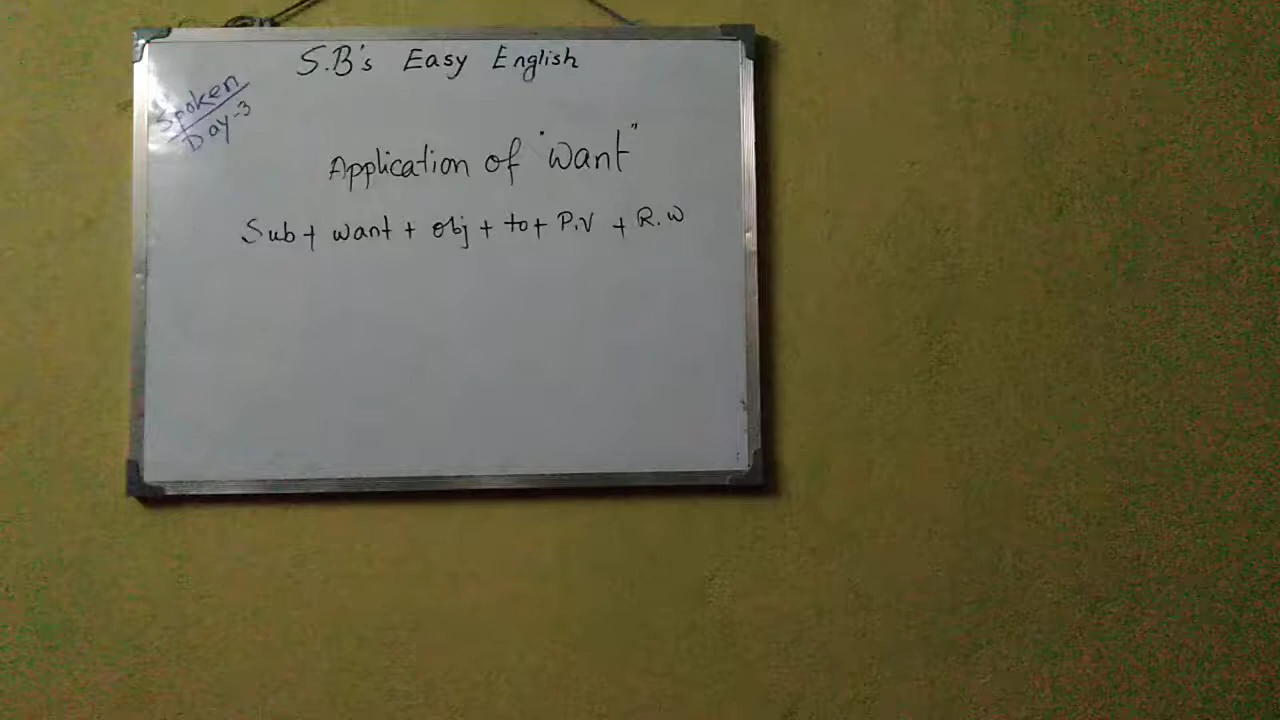 S.B's Easy English
Spoken
Day-3
Application of "Want"
Sub + want + obj + to + P.V + R.W